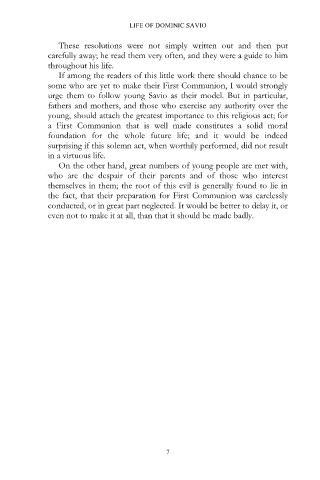 LIFE OF DOMINIC SAVIO
These resolutions were not simply written out and then put
carefully away; he read them very often, and they were a guide to him
throughout his life.
If among the readers of this little work there should chance to be
some who are yet to make their First Communion, I would strongly
urge them to follow young Savio as their model. But in particular,
fathers and mothers, and those who exercise any authority over the
young, should attach the greatest importance to this religious act; for
a First Communion that is well made constitutes a solid moral
foundation for the whole future life; and it would be indeed
surprising if this solemn act, when worthily performed, did not result
in a virtuous life.
On the other hand, great numbers of young people are met with,
who are the despair of their parents and of those who interest
themselves in them; the root of this evil is generally found to lie in
the fact, that their preparation for First Communion was carelessly
conducted, or in great part neglected. It would be better to delay it, or
even not to make it at all, than that it should be made badly.
7